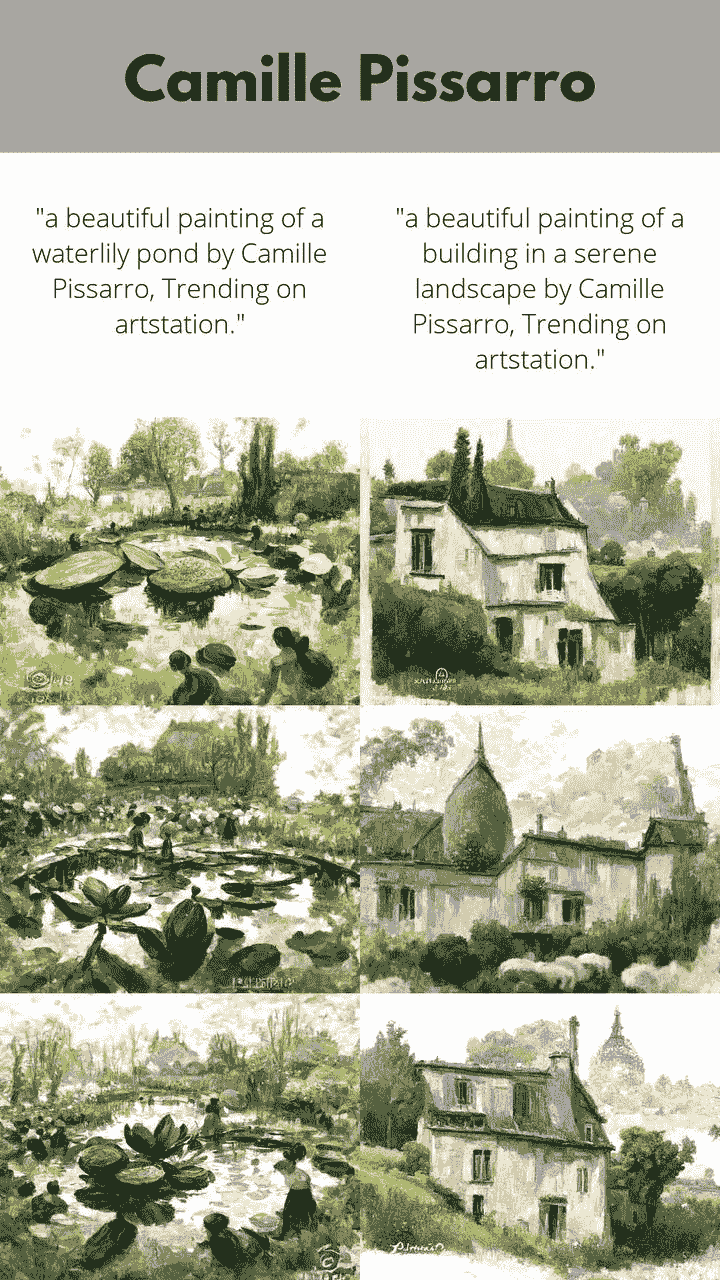 Camille Pissarro
"a beautiful painting of a
waterlily pond by Camille
Pissarro, Trending on
artstation."
"a beautiful painting of a
building in a serene
landscape by Camille
Pissarro, Trending on
artstation."